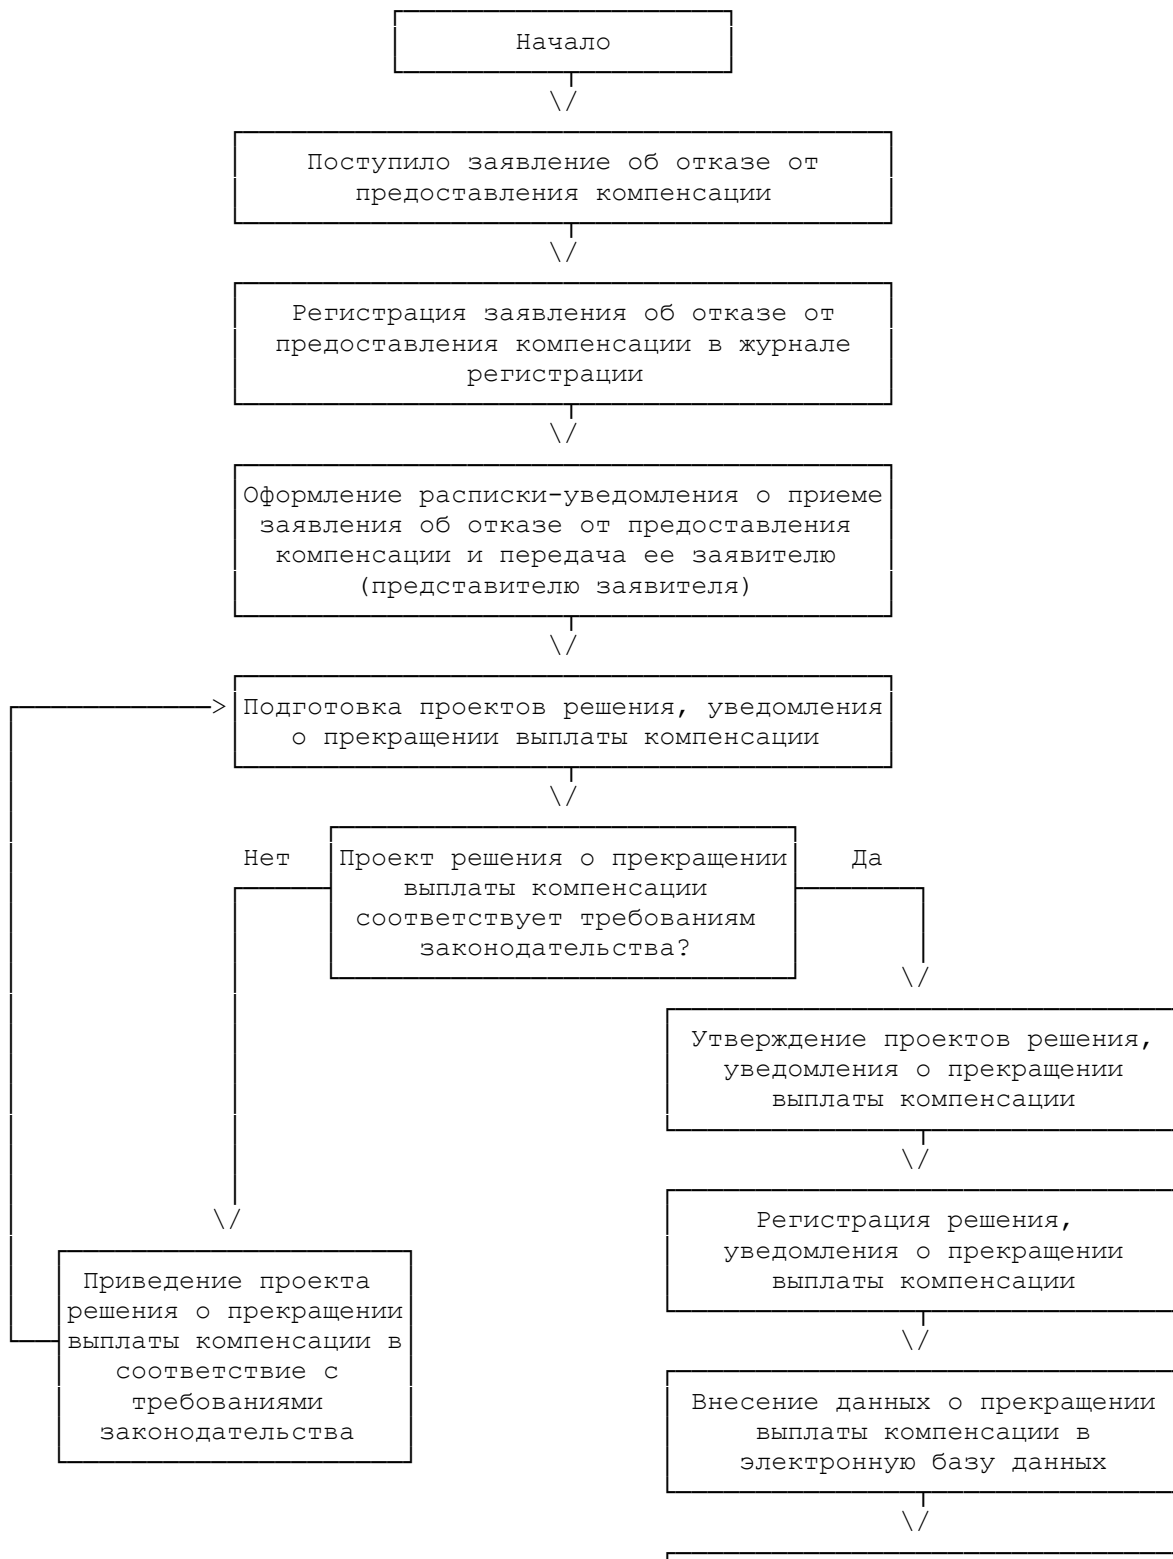 Начало
Поступило заявление об отказе от
предоставления компенсации
Регистрация заявления об отказе от
предоставления компенсации в журнале
регистрации
Оформление расписки-уведомления о приеме
заявления об отказе от предоставления
компенсации и передача ее заявителю
(представителю заявителя)
Подготовка проектов решения, уведомления
о прекращении выплаты компенсации
Нет
Проект решения о прекращении
выплаты компенсации
соответствует требованиям
законодательства?
Да
Утверждение проектов решения,
уведомления о прекращении
выплаты компенсации
Регистрация решения,
уведомления о прекращении
выплаты компенсации
Приведение проекта
решения о прекращении
выплаты компенсации в
соответствие с
требованиями
законодательства
Внесение данных о прекращении
выплаты компенсации в
электронную базу данных